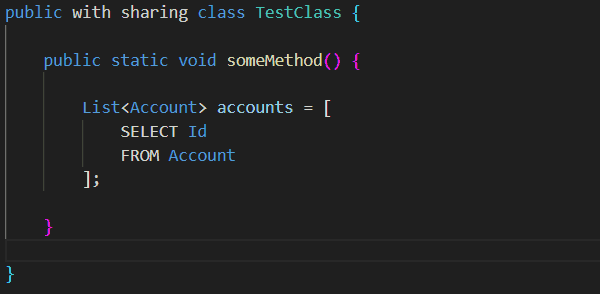 public with sharing class TestClass {
public static void someMethod() {
List<Account> accounts = [
SELECT Id
FROM Account
];
}
}